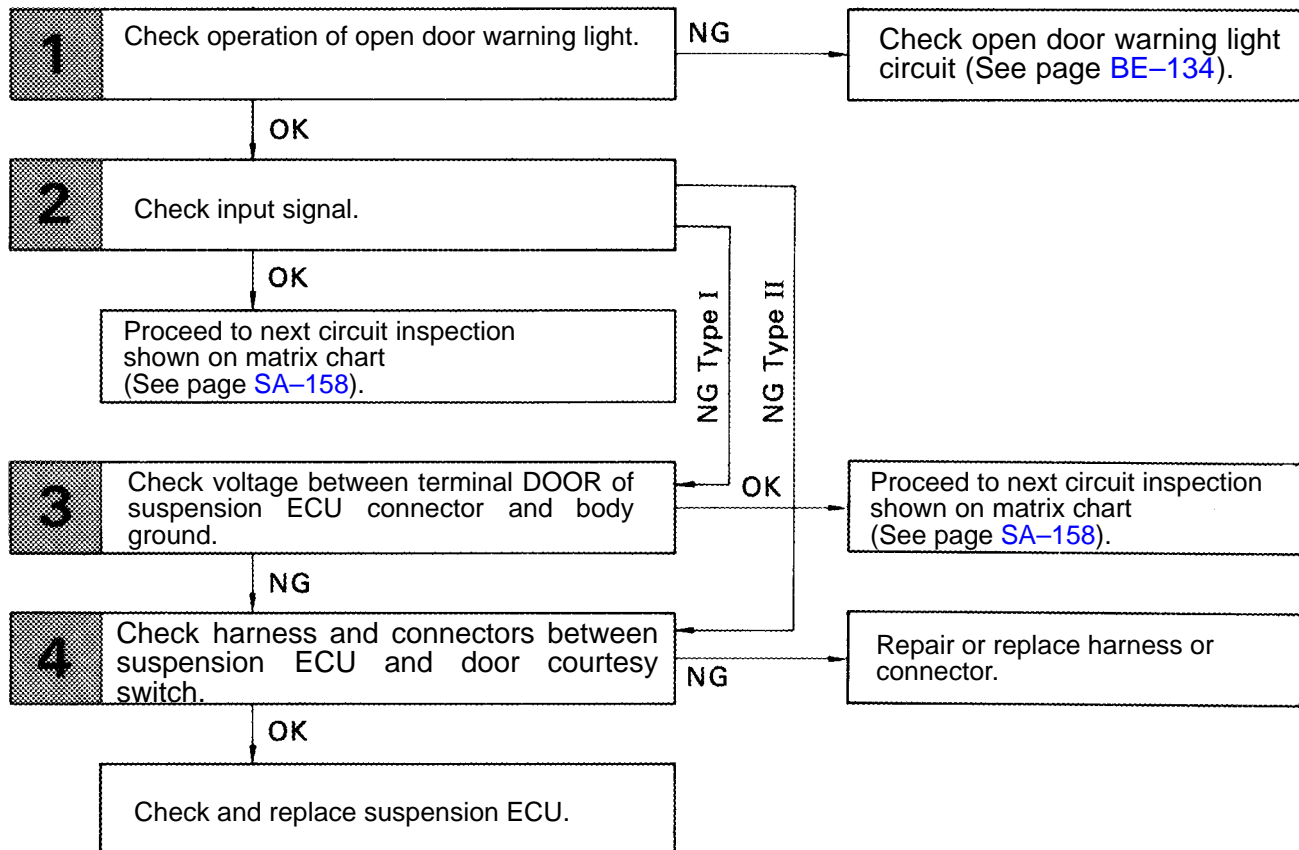 1
Check operation of open door warning light.
NG
Check open door warning light
circuit (See page BE–134).
OK
2
Check input signal.
OK
NG Type I
NG Type II
Proceed to next circuit inspection
shown on matrix chart
(See page SA–158).
3
Check voltage between terminal DOOR of
suspension ECU connector and body
ground.
OK
Proceed to next circuit inspection
shown on matrix chart
(See page SA–158).
NG
4
Check harness and connectors between
suspension ECU and door courtesy
switch.
NG
Repair or replace harness or
connector.
OK
Check and replace suspension ECU.